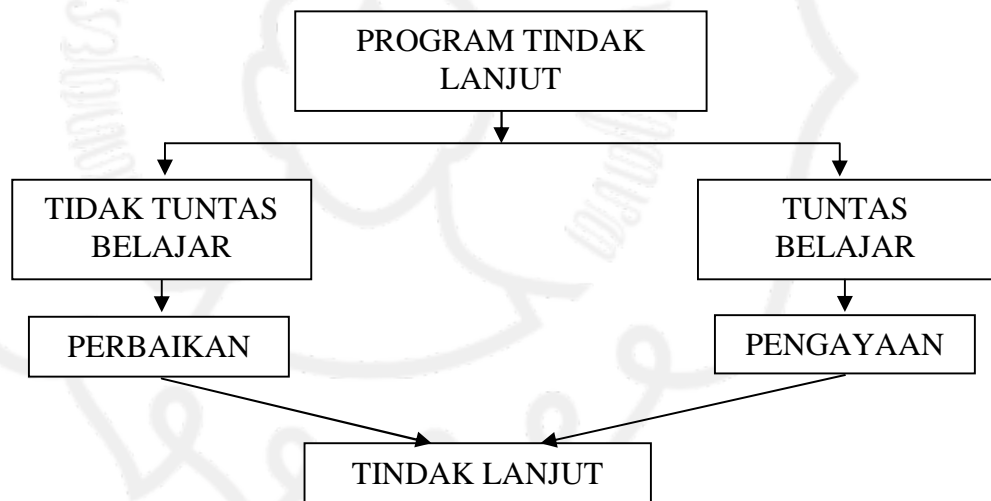 PROGRAM TINDAK
LANJUT
TIDAK TUNTAS
BELAJAR
TUNTAS
BELAJAR
PERBAIKAN
PENGAYAAN
TINDAK LANJUT